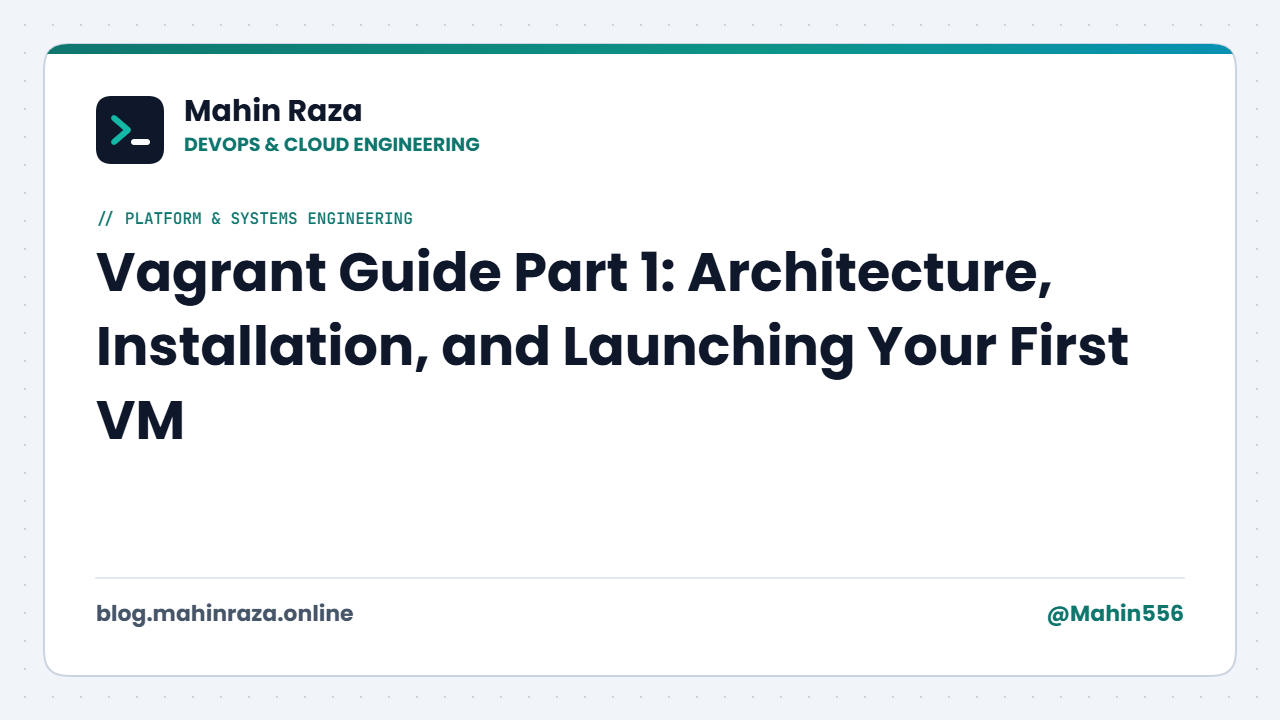 Mahin Raza
DEVOPS & CLOUD ENGINEERING
// PLATFORM & SYSTEMS ENGINEERING
Vagrant Guide Part 1: Architecture,
Installation, and Launching Your First
VM
blog.mahinraza.online
@Mahin556